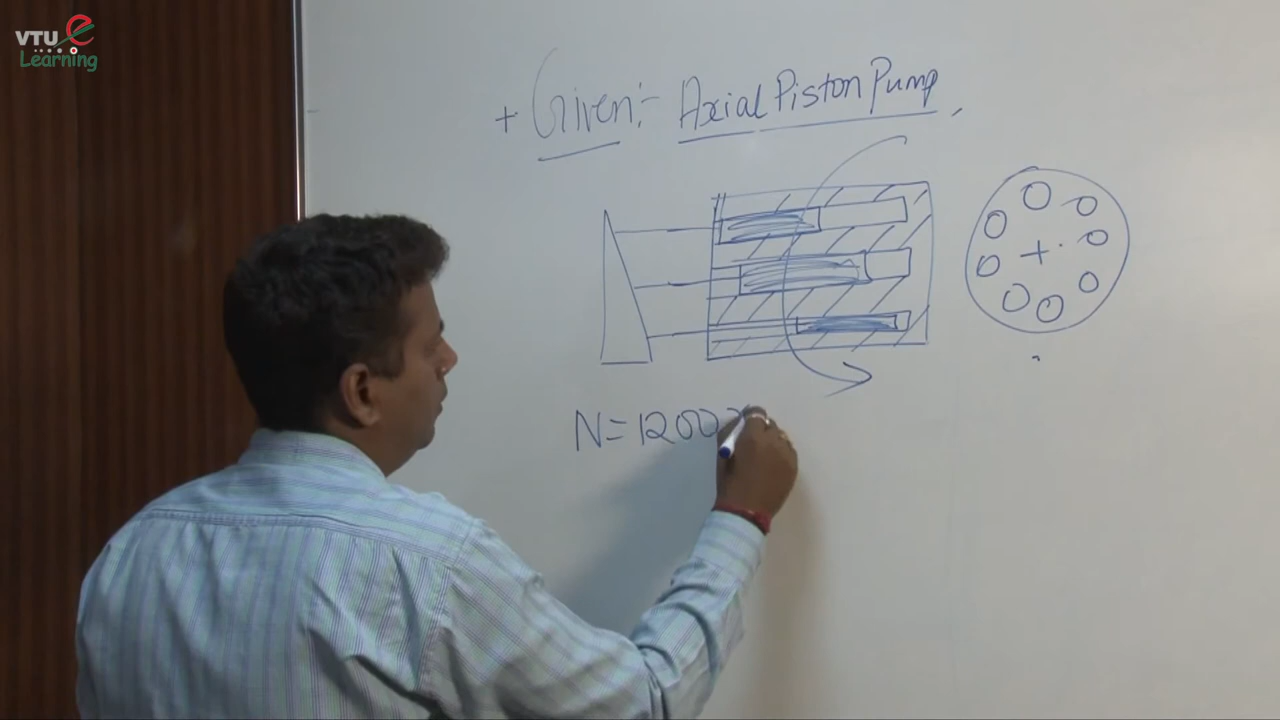 VTU e
Learning
+ Given:- Axial Piston Pump,
N=1200